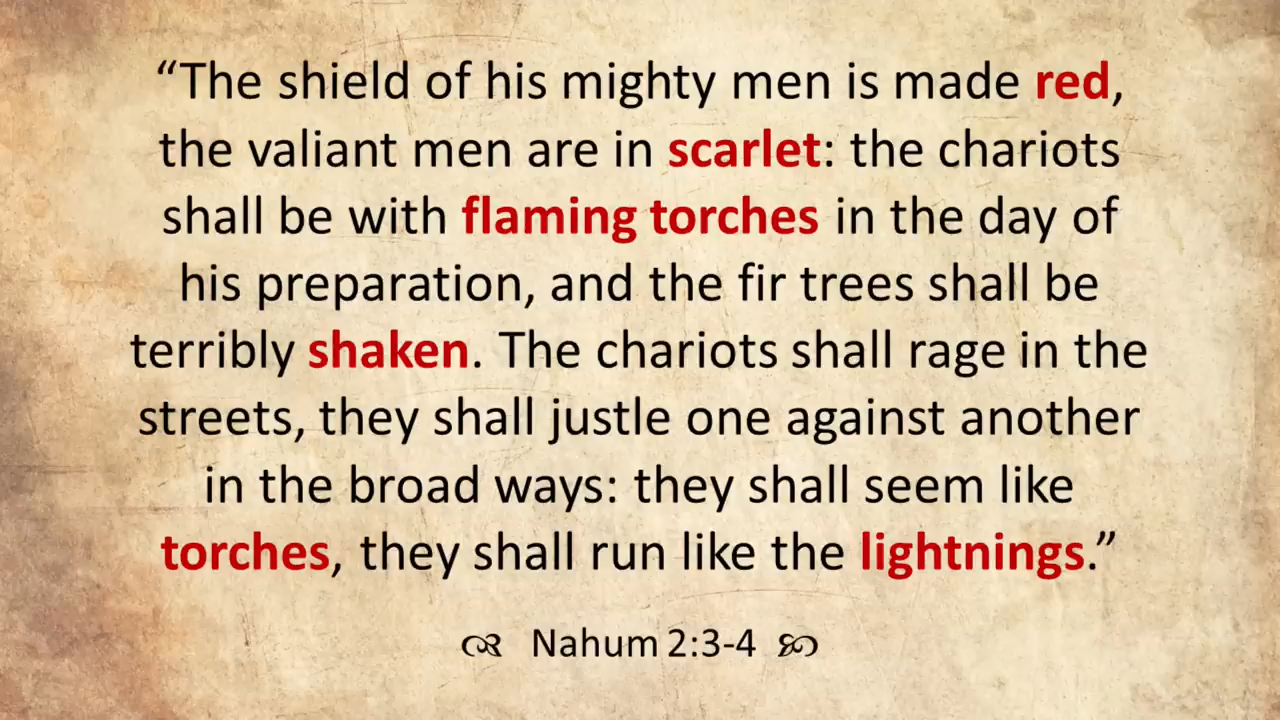 “The shield of his mighty men is made red,
the valiant men are in scarlet: the chariots
shall be with flaming torches in the day of
his preparation, and the fir trees shall be
terribly shaken. The chariots shall rage in the
streets, they shall justle one against another
in the broad ways: they shall seem like
torches, they shall run like the lightnings.”
Nahum 2:3-4